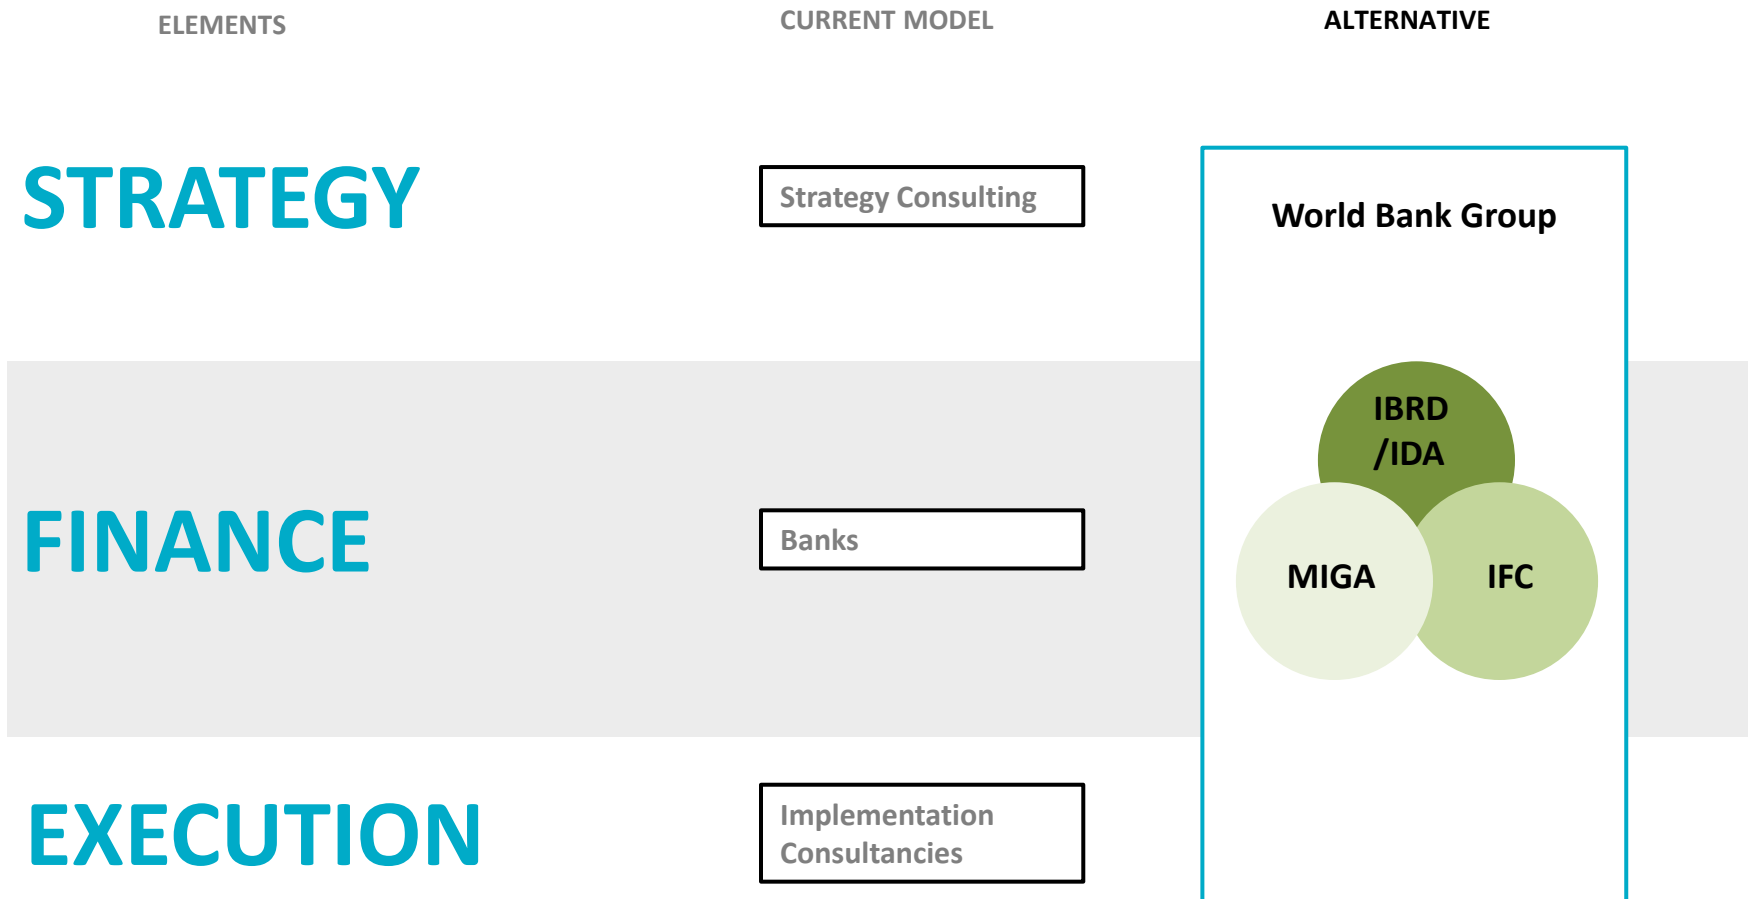 ELEMENTS
CURRENT MODEL
ALTERNATIVE
STRATEGY
Strategy Consulting
World Bank Group
FINANCE
Banks
IBRD
/IDA
MIGA
IFC
EXECUTION
Implementation
Consultancies